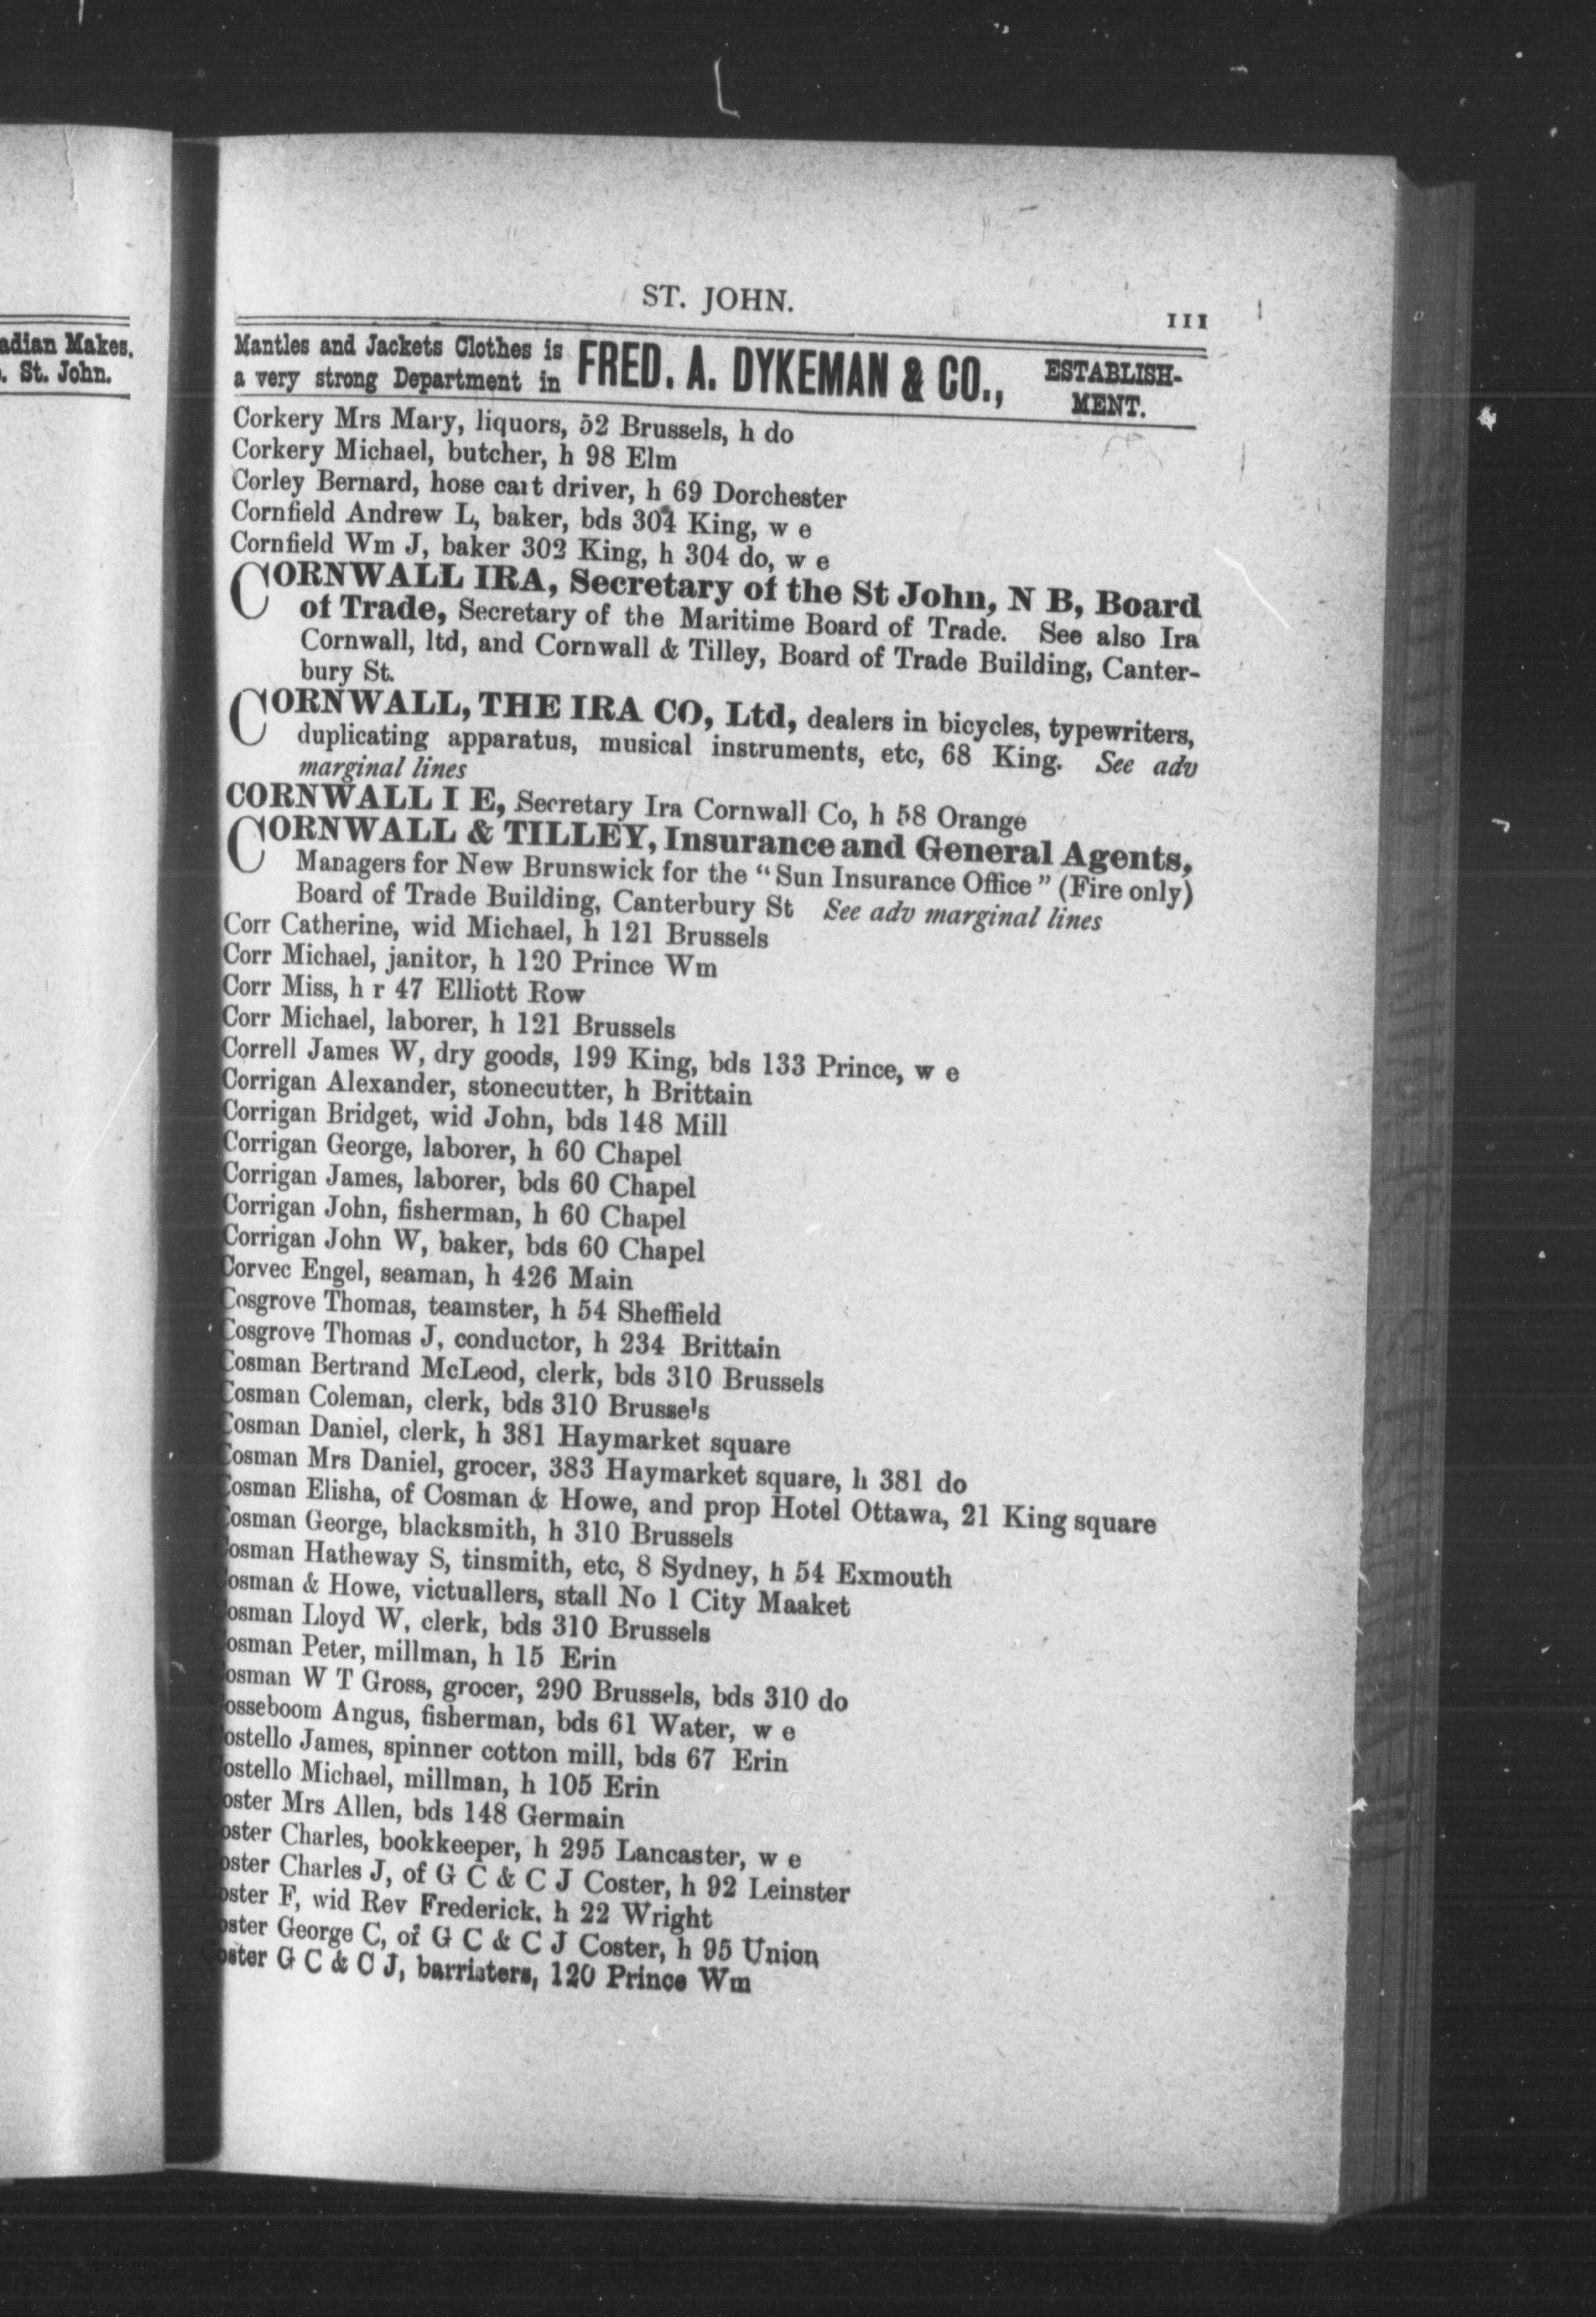 adian Makes.
. St. John.
ST. JOHN.
111
Mantles and Jackets Clothes is
a very strong Department in
FRED. A. DYKEMAN & CO.,
ESTABLISH-
MENT.
Corkery Mrs Mary, liquors, 52 Brussels, h do
Corkery Michael, butcher, h 98 Elm
Corley Bernard, hose cart driver, h 69 Dorchester
Cornfield Andrew L, baker, bds 304 King, w e
Cornfield Wm J, baker 302 King, h 304 do, w e
CORNWALL IRA, Secretary of the St John, N B, Board
of Trade, Secretary of the Maritime Board of Trade. See also Ira
Cornwall, ltd, and Cornwall & Tilley, Board of Trade Building, Canter-
bury St.
CORNWALL, THE IRA CO, Ltd, dealers in bicycles, typewriters,
duplicating apparatus, musical instruments, etc, 68 King. See adv
marginal lines
CORNWALL I E, Secretary Ira Cornwall Co, h 58 Orange
CORNWALL & TILLEY, Insurance and General Agents,
Managers for New Brunswick for the "Sun Insurance Office" (Fire only)
Board of Trade Building, Canterbury St See adv marginal lines
Corr Catherine, wid Michael, h 121 Brussels
Corr Michael, janitor, h 120 Prince Wm
Corr Miss, h r 47 Elliott Row
Corr Michael, laborer, h 121 Brussels
Correll James W, dry goods, 199 King, bds 133 Prince, w e
Corrigan Alexander, stonecutter, h Brittain
Corrigan Bridget, wid John, bds 148 Mill
Corrigan George, laborer, h 60 Chapel
Corrigan James, laborer, bds 60 Chapel
Corrigan John, fisherman, h 60 Chapel
Corrigan John W, baker, bds 60 Chapel
Corvec Engel, seaman, h 426 Main
Cosgrove Thomas, teamster, h 54 Sheffield
Cosgrove Thomas J, conductor, h 234 Brittain
Cosman Bertrand McLeod, clerk, bds 310 Brussels
Cosman Coleman, clerk, bds 310 Brussels
Cosman Daniel, clerk, h 381 Haymarket square
Cosman Mrs Daniel, grocer, 383 Haymarket square, h 381 do
Cosman Elisha, of Cosman & Howe, and prop Hotel Ottawa, 21 King square
Cosman George, blacksmith, h 310 Brussels
Cosman Hatheway S, tinsmith, etc, 8 Sydney, h 54 Exmouth
Cosman & Howe, victuallers, stall No 1 City Maaket
Cosman Lloyd W, clerk, bds 310 Brussels
Cosman Peter, millman, h 15 Erin
Cosman W T Gross, grocer, 290 Brussels, bds 310 do
Cosseboom Angus, fisherman, bds 61 Water, w e
Costello James, spinner cotton mill, bds 67 Erin
Costello Michael, millman, h 105 Erin
Coster Mrs Allen, bds 148 Germain
Coster Charles, bookkeeper, h 295 Lancaster, w e
Coster Charles J, of G C & C J Coster, h 92 Leinster
Coster F, wid Rev Frederick. h 22 Wright
Coster George C, of G C & C J Coster, h 95 Union
Coster G C & C J, barristers, 120 Prince Wm